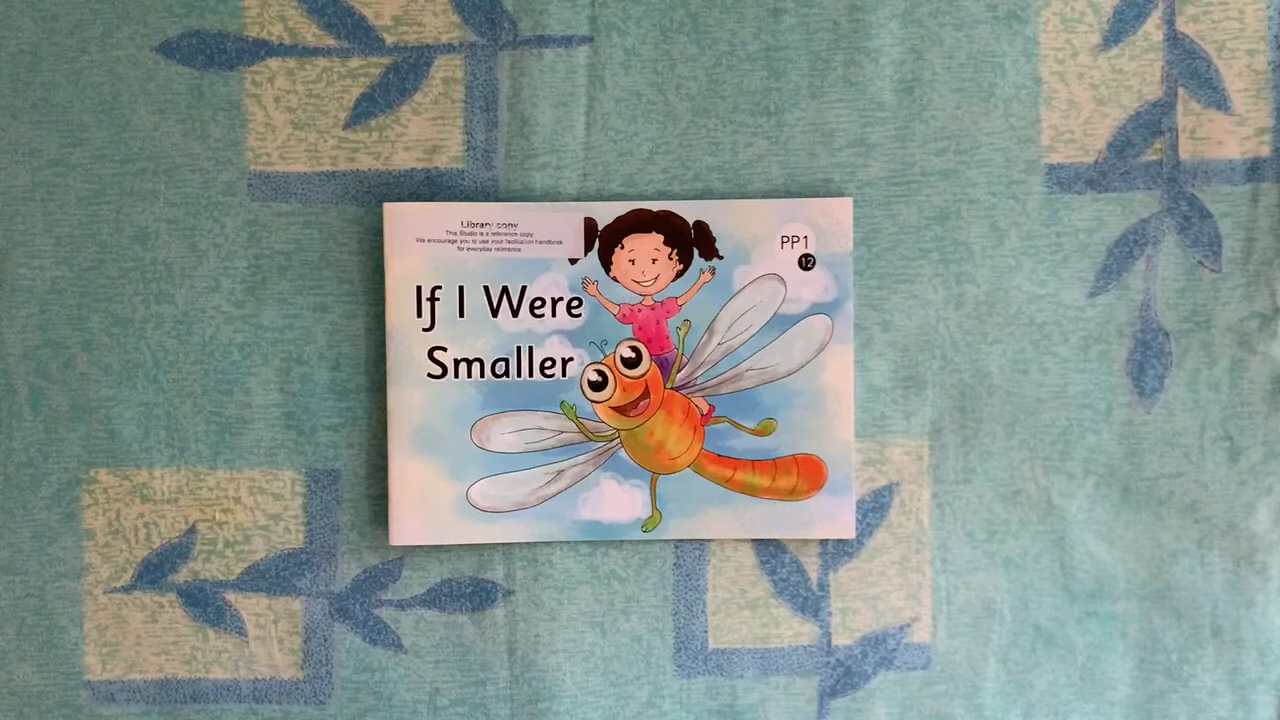 Library copy
This Studio is a reference copy.
We encourage you to use your facilitation handbook
for everyday reference.
PP1
12
If I Were
Smaller